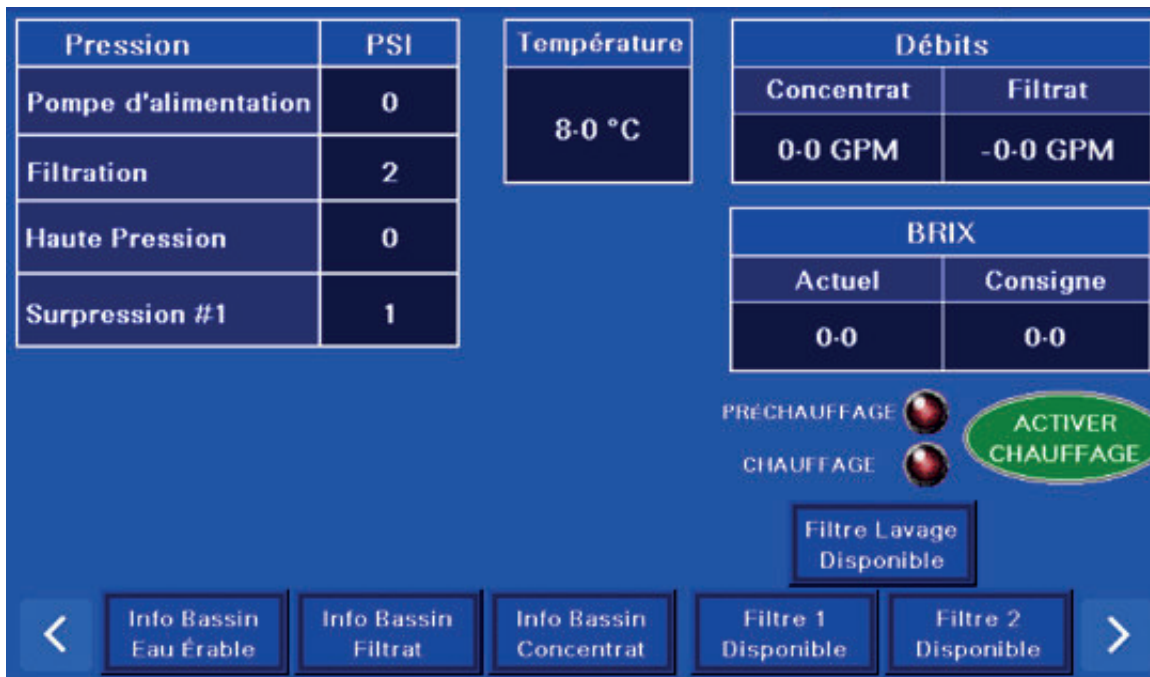 Pression PSI
Pompe d'alimentation 0
Filtration 2
Haute Pression 0
Surpression #1 1
Température
8.0 °C
Débits
Concentrat Filtrat
0.0 GPM -0.0 GPM
BRIX
Actuel Consigne
0.0 0.0
PRÉCHAUFFAGE
CHAUFFAGE
ACTIVER
CHAUFFAGE
Filtre Lavage
Disponible
Info Bassin
Eau Érable
Info Bassin
Filtrat
Info Bassin
Concentrat
Filtre 1
Disponible
Filtre 2
Disponible